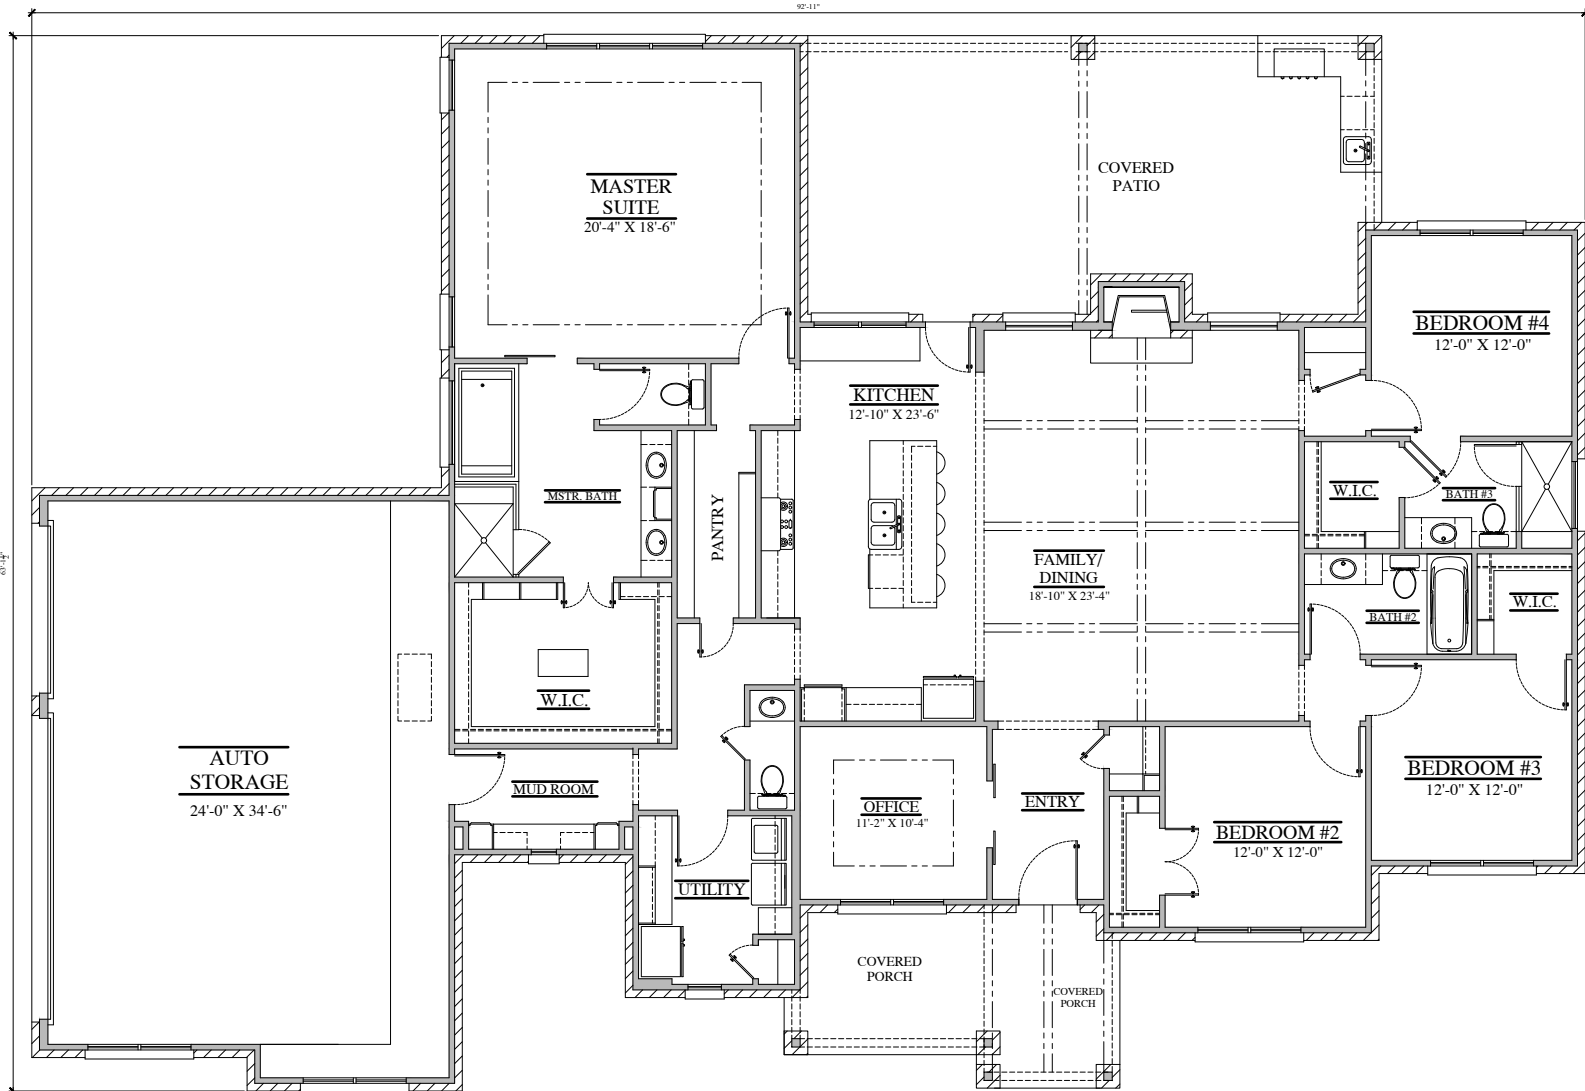 92'-11"
MASTER
SUITE
20'-4" X 18'-6"
COVERED
PATIO
BEDROOM #4
12'-0" X 12'-0"
KITCHEN
12'-10" X 23'-6"
MSTR. BATH
PANTRY
W.I.C.
BATH #3
FAMILY/
DINING
18'-10" X 23'-4"
W.I.C.
BATH #2
W.I.C.
AUTO
STORAGE
24'-0" X 34'-6"
MUD ROOM
OFFICE
11'-2" X 10'-4"
ENTRY
BEDROOM #3
12'-0" X 12'-0"
BEDROOM #2
12'-0" X 12'-0"
UTILITY
COVERED
PORCH
COVERED
PORCH